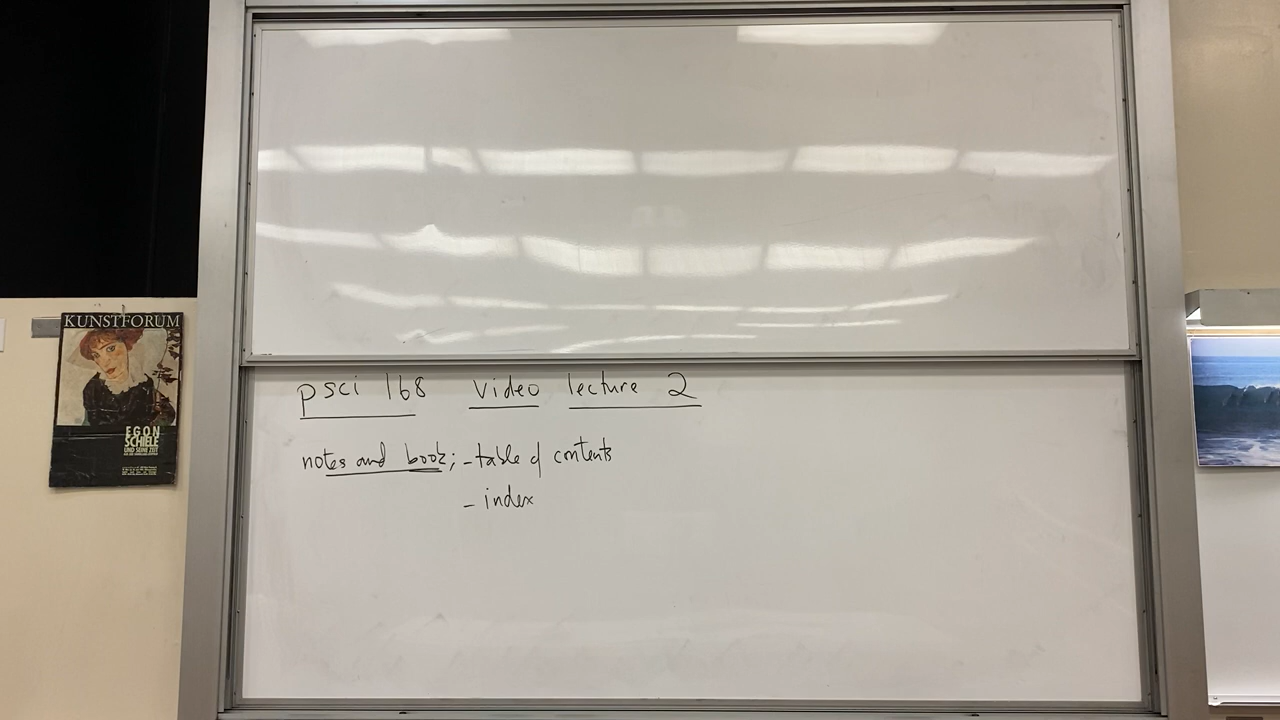 psci 168 video lecture 2
notes and book; - table of contents
- index
KUNSTFORUM
EGON
SCHIELE
UND SEINE ZEIT